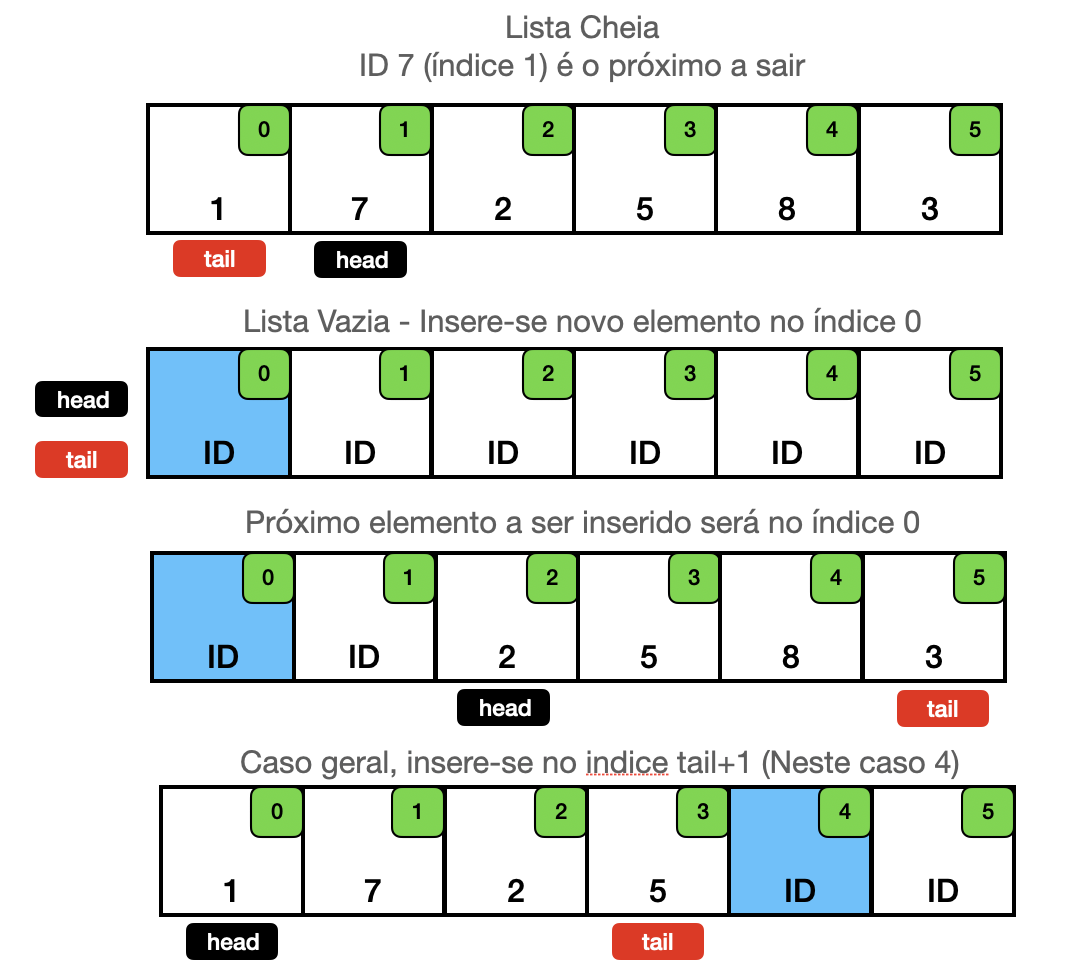 Lista Cheia
ID 7 (índice 1) é o próximo a sair
0 1 2 3 4 5
1 7 2 5 8 3
tail head
Lista Vazia - Insere-se novo elemento no índice 0
0 1 2 3 4 5
head
ID ID ID ID ID ID
tail
Próximo elemento a ser inserido será no índice 0
0 1 2 3 4 5
ID ID 2 5 8 3
head tail
Caso geral, insere-se no indice tail+1 (Neste caso 4)
0 1 2 3 4 5
1 7 2 5 ID ID
head tail